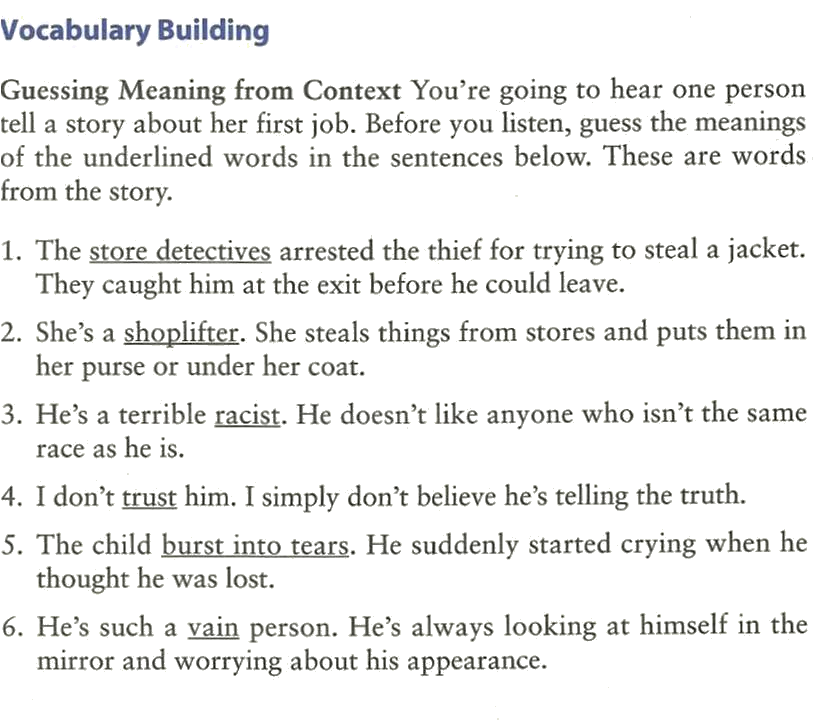 Vocabulary Building
Guessing Meaning from Context You're going to hear one person
tell a story about her first job. Before you listen, guess the meanings
of the underlined words in the sentences below. These are words
from the story.
1. The store detectives arrested the thief for trying to steal a jacket.
They caught him at the exit before he could leave.
2. She's a shoplifter. She steals things from stores and puts them in
her purse or under her coat.
3. He's a terrible racist. He doesn't like anyone who isn't the same
race as he is.
4. I don't trust him. I simply don't believe he's telling the truth.
5. The child burst into tears. He suddenly started crying when he
thought he was lost.
6. He's such a vain person. He's always looking at himself in the
mirror and worrying about his appearance.